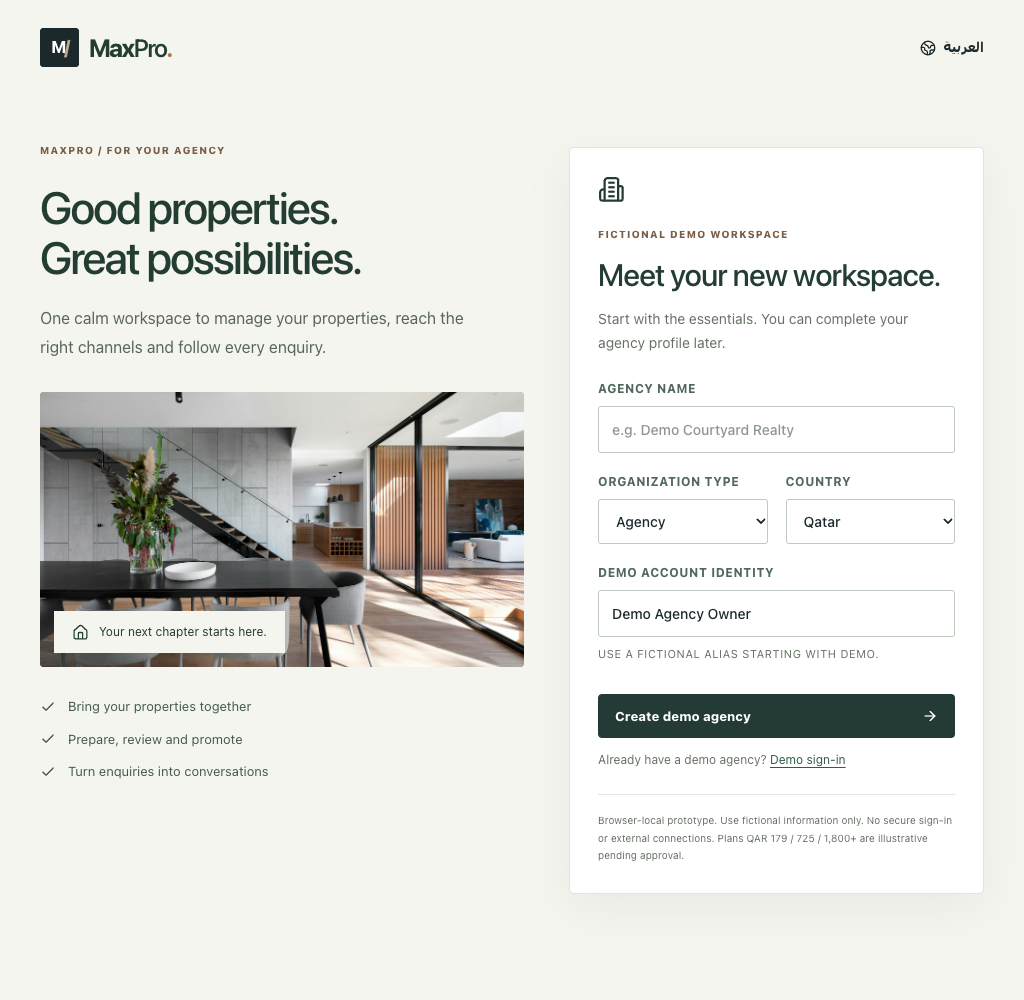 M/ MaxPro.
العربية
MAXPRO / FOR YOUR AGENCY
Good properties.
Great possibilities.
One calm workspace to manage your properties, reach the
right channels and follow every enquiry.
Your next chapter starts here.
Bring your properties together
Prepare, review and promote
Turn enquiries into conversations
FICTIONAL DEMO WORKSPACE
Meet your new workspace.
Start with the essentials. You can complete your
agency profile later.
AGENCY NAME
e.g. Demo Courtyard Realty
ORGANIZATION TYPE COUNTRY
Agency Qatar
DEMO ACCOUNT IDENTITY
Demo Agency Owner
USE A FICTIONAL ALIAS STARTING WITH DEMO.
Create demo agency
Already have a demo agency? Demo sign-in
Browser-local prototype. Use fictional information only. No secure sign-in
or external connections. Plans QAR 179 / 725 / 1,800+ are illustrative
pending approval.